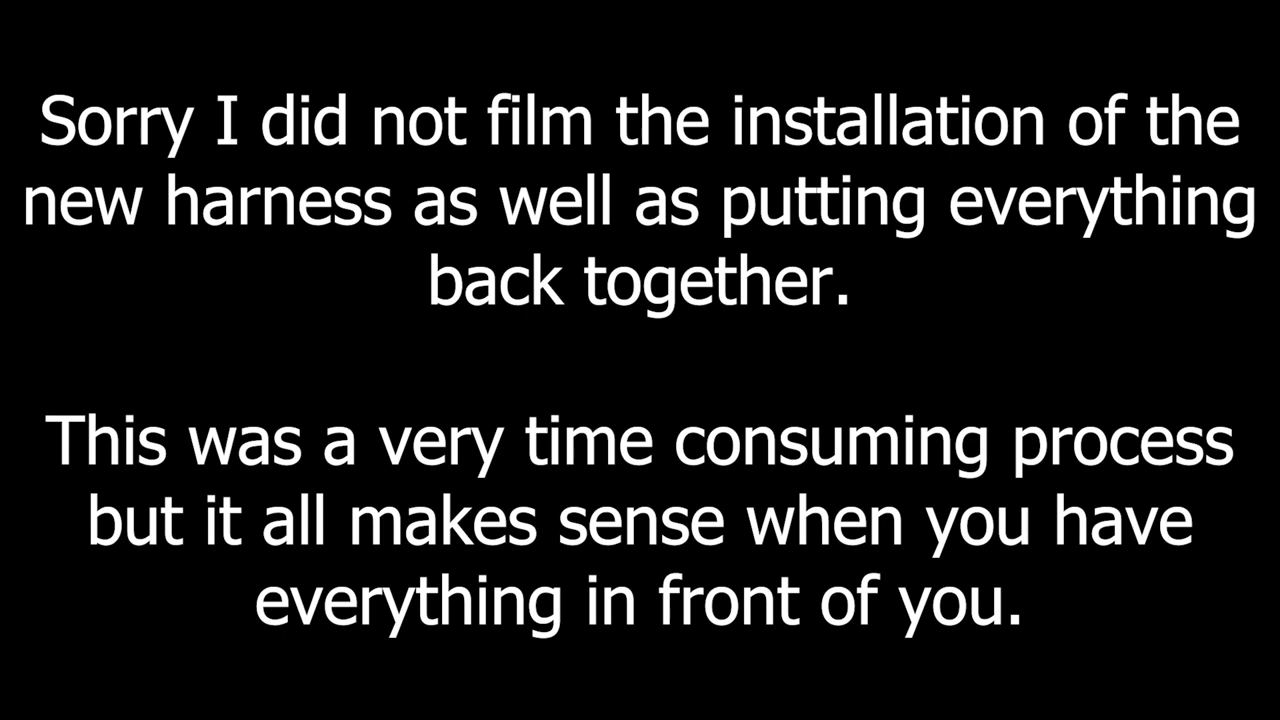 Sorry I did not film the installation of the
new harness as well as putting everything
back together.
This was a very time consuming process
but it all makes sense when you have
everything in front of you.